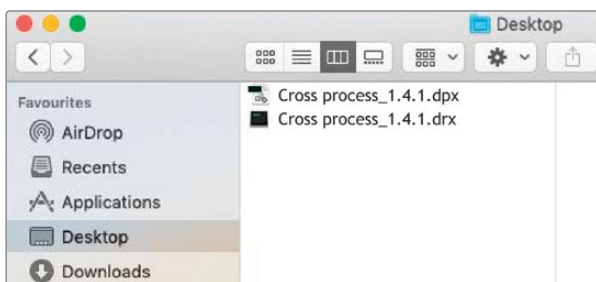 Desktop
Favourites
AirDrop
Recents
Applications
Desktop
Downloads
Cross process_1.4.1.dpx
Cross process_1.4.1.drx